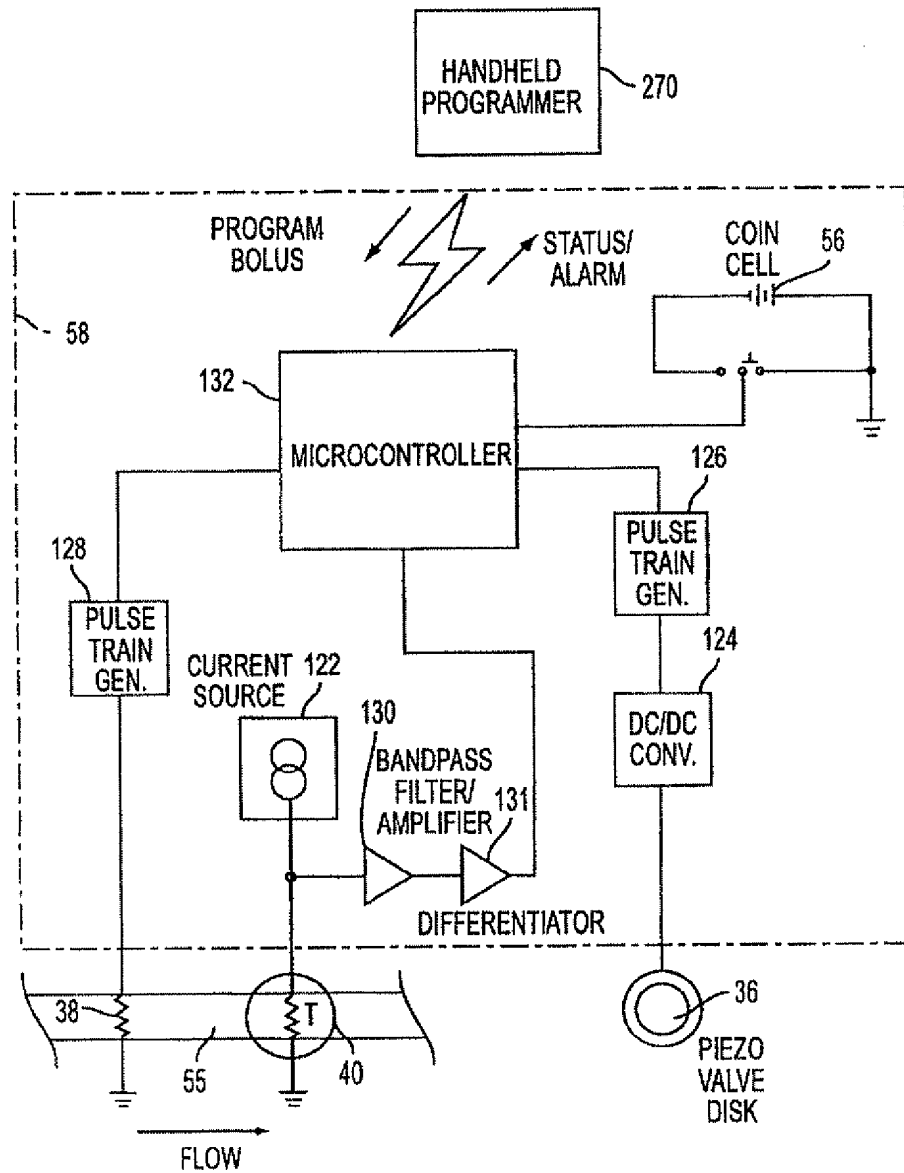 HANDHELD
PROGRAMMER
270
PROGRAM
BOLUS
STATUS/
ALARM
COIN
CELL
56
58
132
MICROCONTROLLER
126
PULSE
TRAIN
GEN.
128
PULSE
TRAIN
GEN.
CURRENT
SOURCE
122
124
DC/DC
CONV.
130
BANDPASS
FILTER/
AMPLIFIER
131
DIFFERENTIATOR
38
T
55
40
36
PIEZO
VALVE
DISK
FLOW